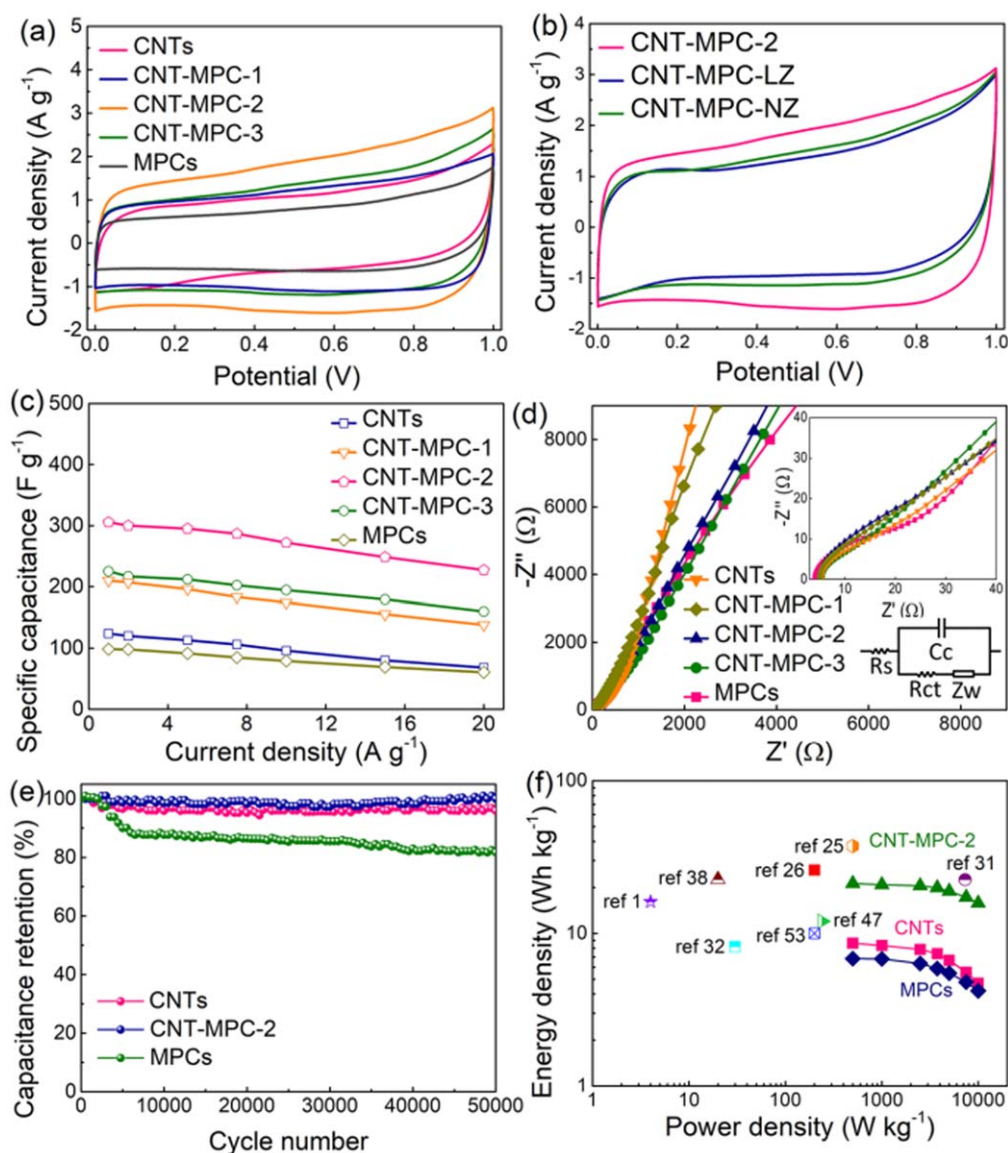 (a)
CNTs
CNT-MPC-1
CNT-MPC-2
CNT-MPC-3
MPCs
Current density (A g⁻¹)
5
4
3
2
1
0
-1
-2
0.0 0.2 0.4 0.6 0.8 1.0
Potential (V)
(b)
CNT-MPC-2
CNT-MPC-LZ
CNT-MPC-NZ
Current density (A g⁻¹)
4
3
2
1
0
-1
-2
0.0 0.2 0.4 0.6 0.8 1.0
Potential (V)
(c)
CNTs
CNT-MPC-1
CNT-MPC-2
CNT-MPC-3
MPCs
Specific capacitance (F g⁻¹)
500
400
300
200
100
0
0 4 8 12 16 20
Current density (A g⁻¹)
(d)
-Z" (Ω)
8000
6000
4000
2000
0
0 2000 4000 6000 8000
Z' (Ω)
CNTs
CNT-MPC-1
CNT-MPC-2
CNT-MPC-3
MPCs
-Z" (Ω)
40
30
20
10
0
10 20 30 40
Z' (Ω)
Rs
Cc
Rct Zw
(e)
Capacitance retention (%)
100
80
60
40
20
0
0 10000 20000 30000 40000 50000
Cycle number
CNTs
CNT-MPC-2
MPCs
(f)
Energy density (Wh kg⁻¹)
100
10
1
1 10 100 1000 10000
Power density (W kg⁻¹)
ref 25
CNT-MPC-2
ref 38
ref 26
ref 31
ref 1
ref 47
ref 53
ref 32
CNTs
MPCs